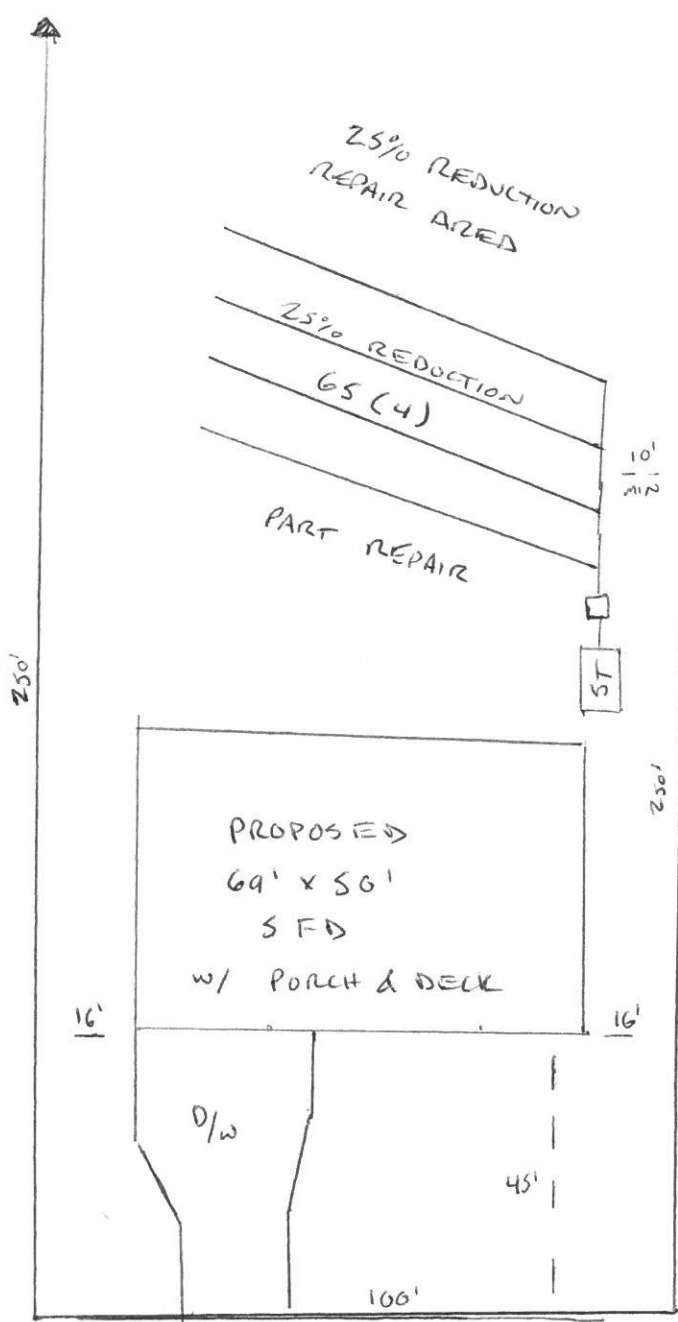 25% REDUCTION
REPAIR AREA
25% REDUCTION
65 (4)
10'
MIN
PART REPAIR
ST
250'
250'
PROPOSED
69' X 50'
SFD
W/ PORCH & DECK
16'
16'
D/W
45'
100'